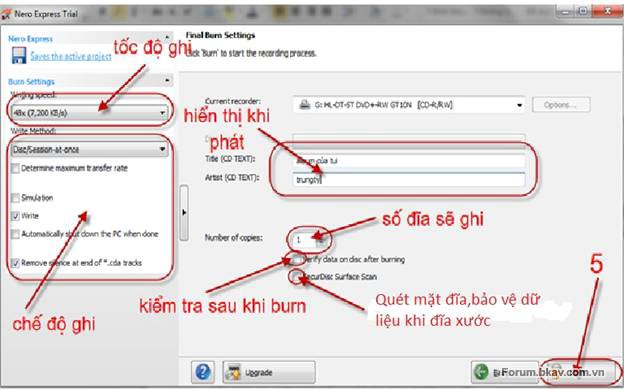 Nero Express Trial
Nero Express
Saves the active project
tốc độ ghi
Burn Settings
Writing speed:
48x (7,200 KB/s)
Write Method:
Disc/Session-at-once
Determine maximum transfer rate
Simulation
Write
Automatically shut down the PC when done
Remove silence at end of *.cda tracks
chế độ ghi
Final Burn Settings
Click 'Burn' to start the recording process.
Current recorder:
G: HL-DT-ST DVD+-RW GT10N [CD-R/RW]
Options...
hiển thị khi
phát
Title (CD TEXT):
album của tui
Artist (CD TEXT):
trungty
số đĩa sẽ ghi
Number of copies:
1
Verify data on disc after burning
SecurDisc Surface Scan
kiểm tra sau khi burn
Quét mặt đĩa,bảo vệ dữ
liệu khi đĩa xước
5
Upgrade
Forum.bkav.com.vn